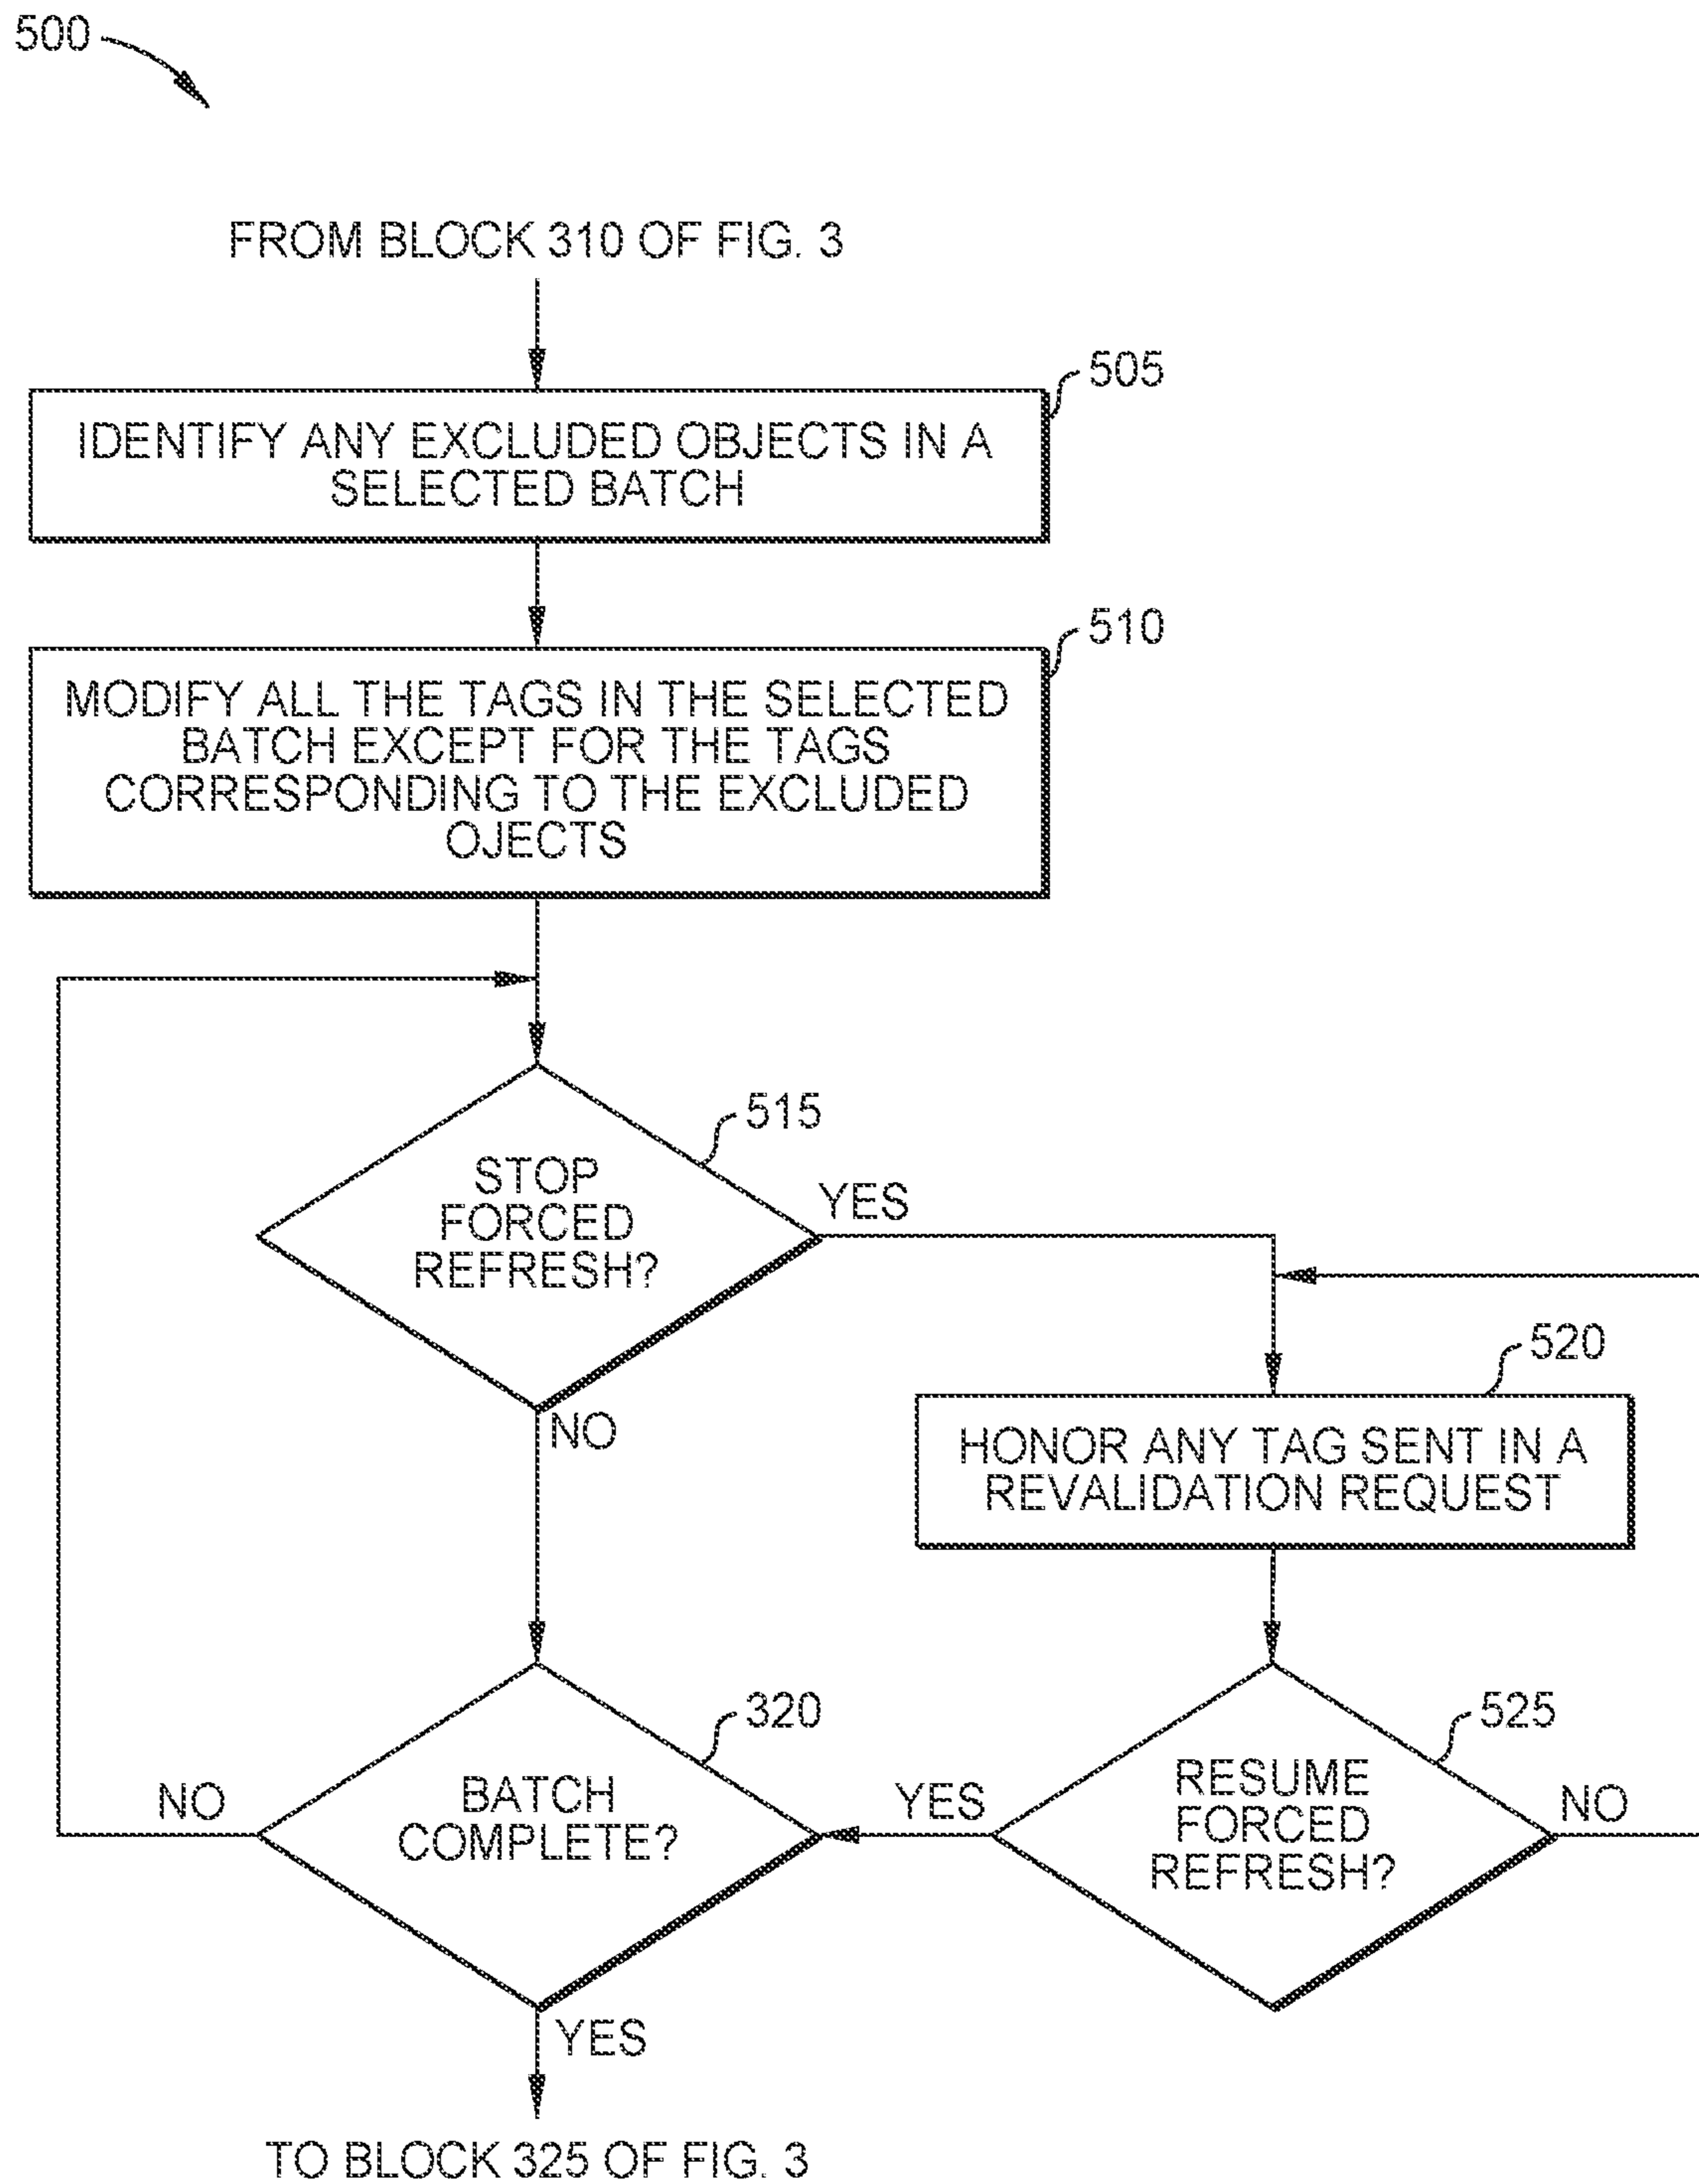 500
FROM BLOCK 310 OF FIG. 3
505
IDENTIFY ANY EXCLUDED OBJECTS IN A
SELECTED BATCH
510
MODIFY ALL THE TAGS IN THE SELECTED
BATCH EXCEPT FOR THE TAGS
CORRESPONDING TO THE EXCLUDED
OJECTS
515
STOP
FORCED
REFRESH?
YES
NO
520
HONOR ANY TAG SENT IN A
REVALIDATION REQUEST
320
BATCH
COMPLETE?
NO
YES
525
RESUME
FORCED
REFRESH?
YES
NO
TO BLOCK 325 OF FIG. 3